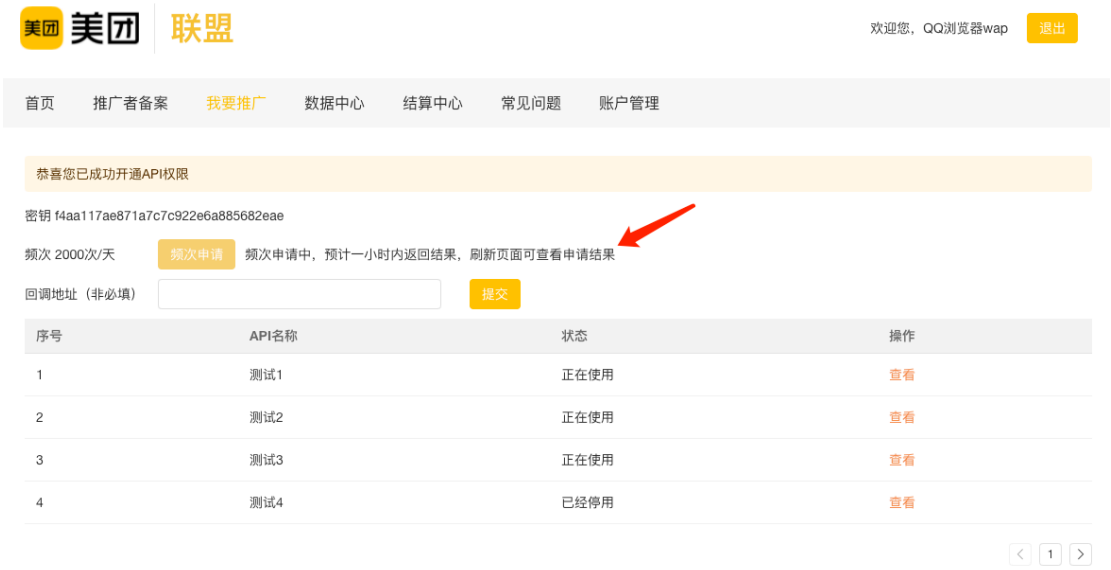 美团 美团 联盟 欢迎您，QQ浏览器wap 退出
首页 推广者备案 我要推广 数据中心 结算中心 常见问题 账户管理
恭喜您已成功开通API权限
密钥 f4aa117ae871a7c7c922e6a885682eae
频次 2000次/天 频次申请 频次申请中，预计一小时内返回结果，刷新页面可查看申请结果
回调地址（非必填） 提交
序号 API名称 状态 操作
1 测试1 正在使用 查看
2 测试2 正在使用 查看
3 测试3 正在使用 查看
4 测试4 已经停用 查看
1